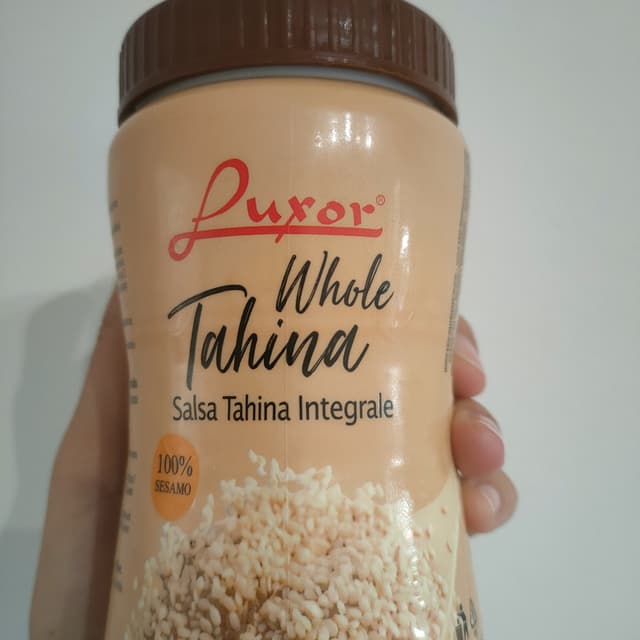 Luxor®
Whole
Tahina
Salsa Tahina Integrale
100%
SESAMO